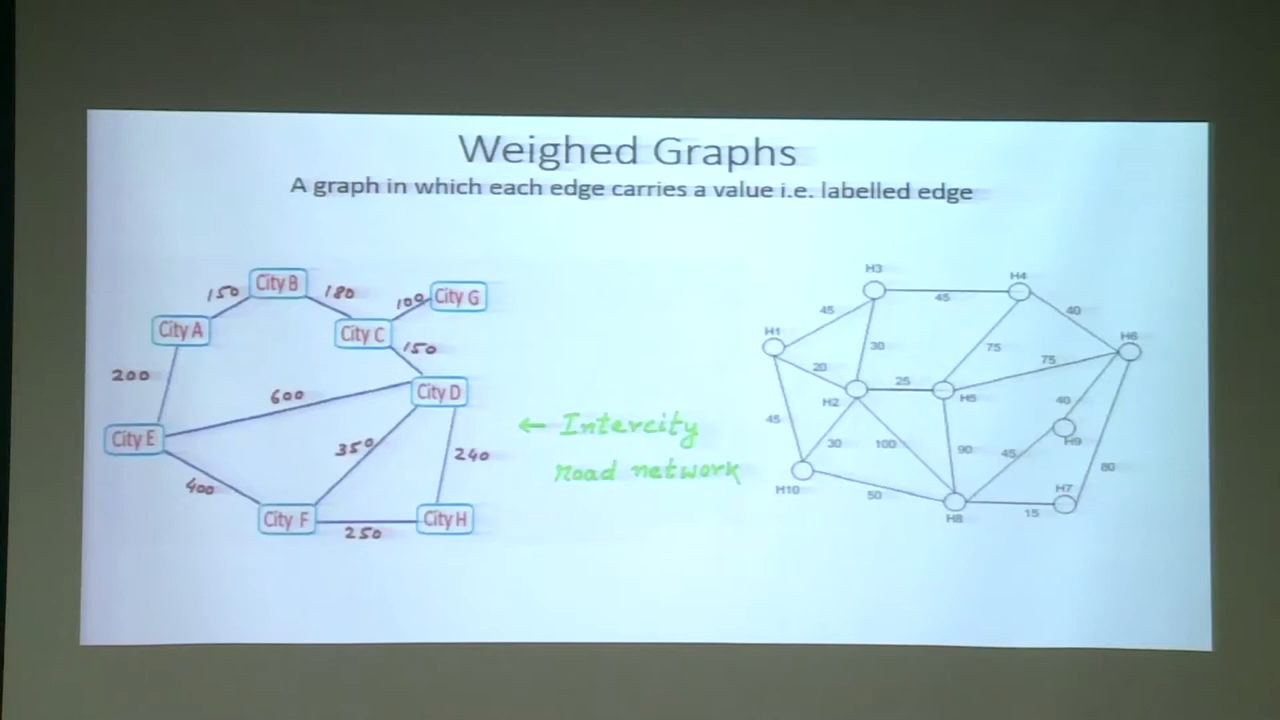 Weighed Graphs
A graph in which each edge carries a value i.e. labelled edge
City B
150
180
City G
109
City A
City C
150
200
600
City D
City E
350
240
400
City F
City H
250
← Intercity
road network
H3
H4
45
45
40
H1
H6
30
75
75
20
25
H2
H5
40
45
H9
30
100
90
45
80
H10
50
H7
H8
15